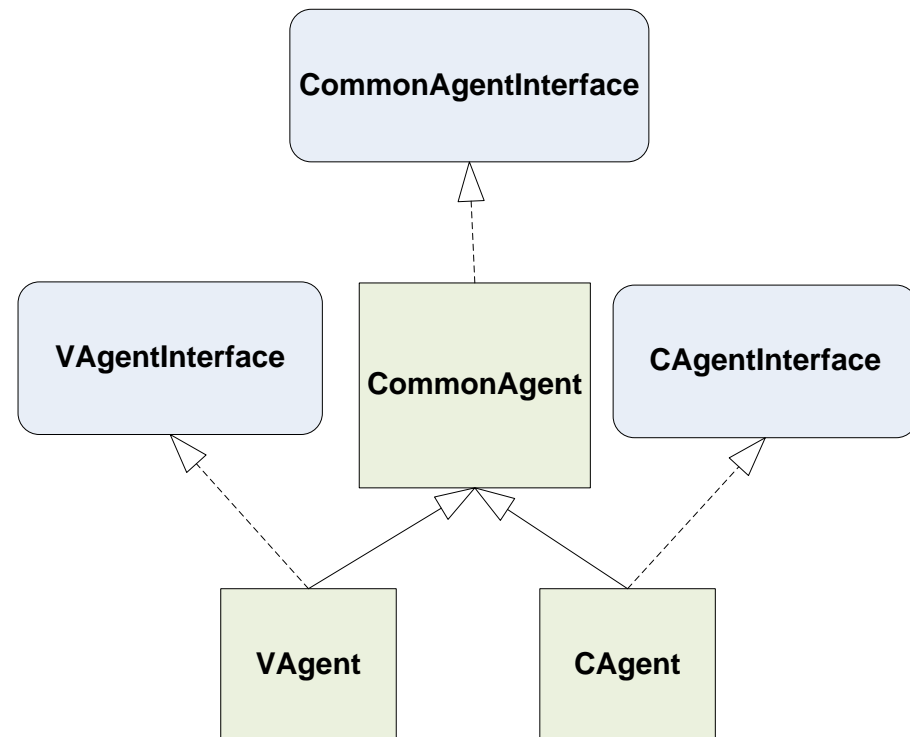 CommonAgentInterface
VAgentInterface
CommonAgent
CAgentInterface
VAgent
CAgent